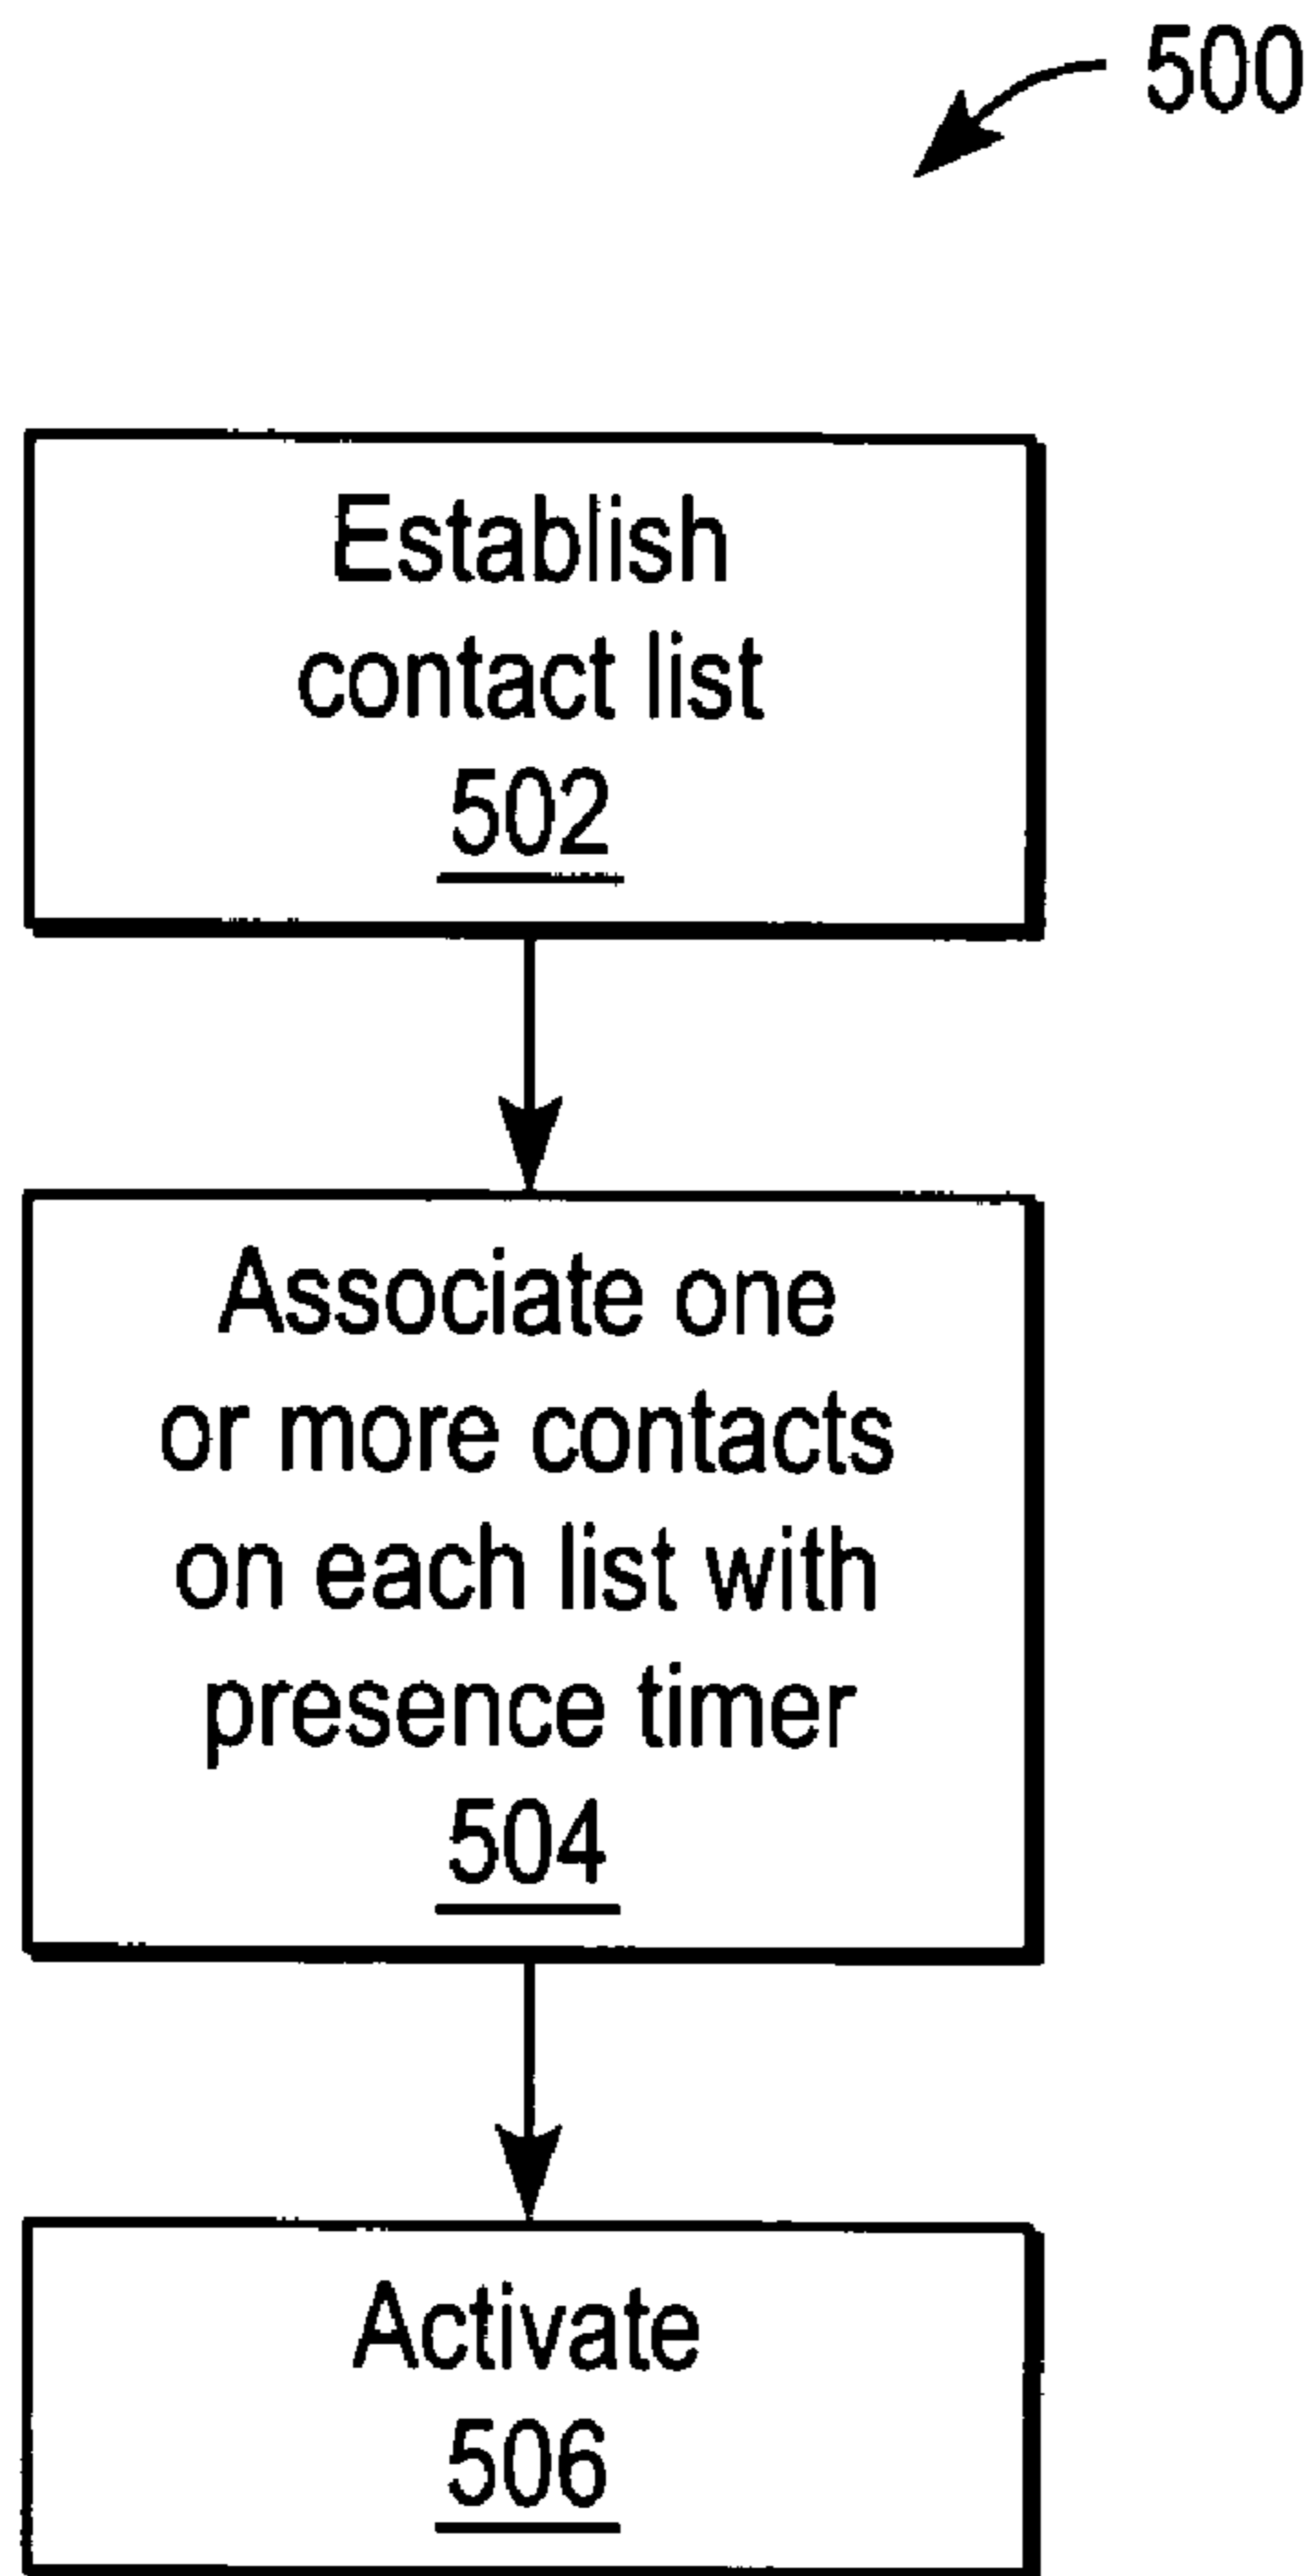 500
Establish
contact list
502
Associate one
or more contacts
on each list with
presence timer
504
Activate
506